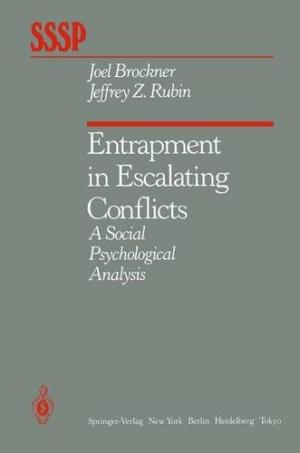 SSSP
Joel Brockner
Jeffrey Z. Rubin
Entrapment
in Escalating
Conflicts
A Social
Psychological
Analysis
Springer-Verlag New York Berlin Heidelberg Tokyo